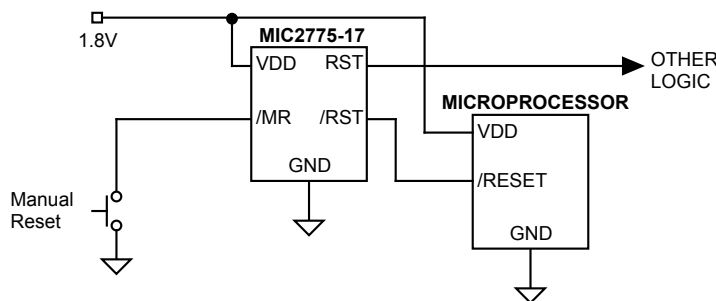 1.8V
MIC2775-17
VDD
RST
OTHER
LOGIC
MICROPROCESSOR
/MR
/RST
VDD
GND
/RESET
Manual
Reset
GND